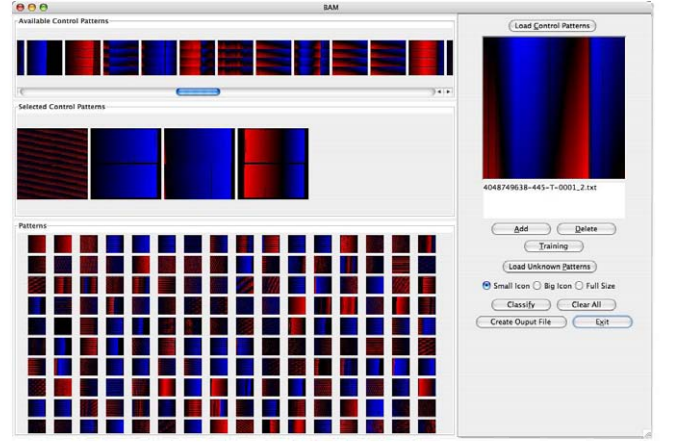 BAM
Available Control Patterns
Load Control Patterns
Selected Control Patterns
4048749638-445-T-0001_2.txt
Add Delete
Training
Patterns
Load Unknown Patterns
Small Icon Big Icon Full Size
Classify Clear All
Create Ouput File Exit